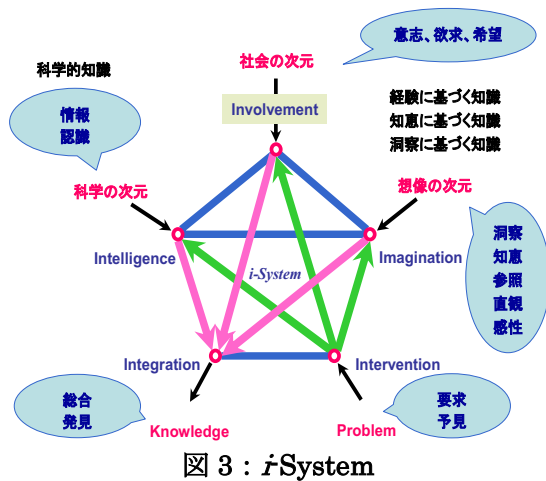 社会の次元
意志、欲求、希望
科学的知識
Involvement
経験に基づく知識
知恵に基づく知識
洞察に基づく知識
情報
認識
科学の次元
想像の次元
Intelligence
i-System
Imagination
洞察
知恵
参照
直観
感性
Integration
Intervention
総合
発見
Knowledge
Problem
要求
予見
図 3 : i-System